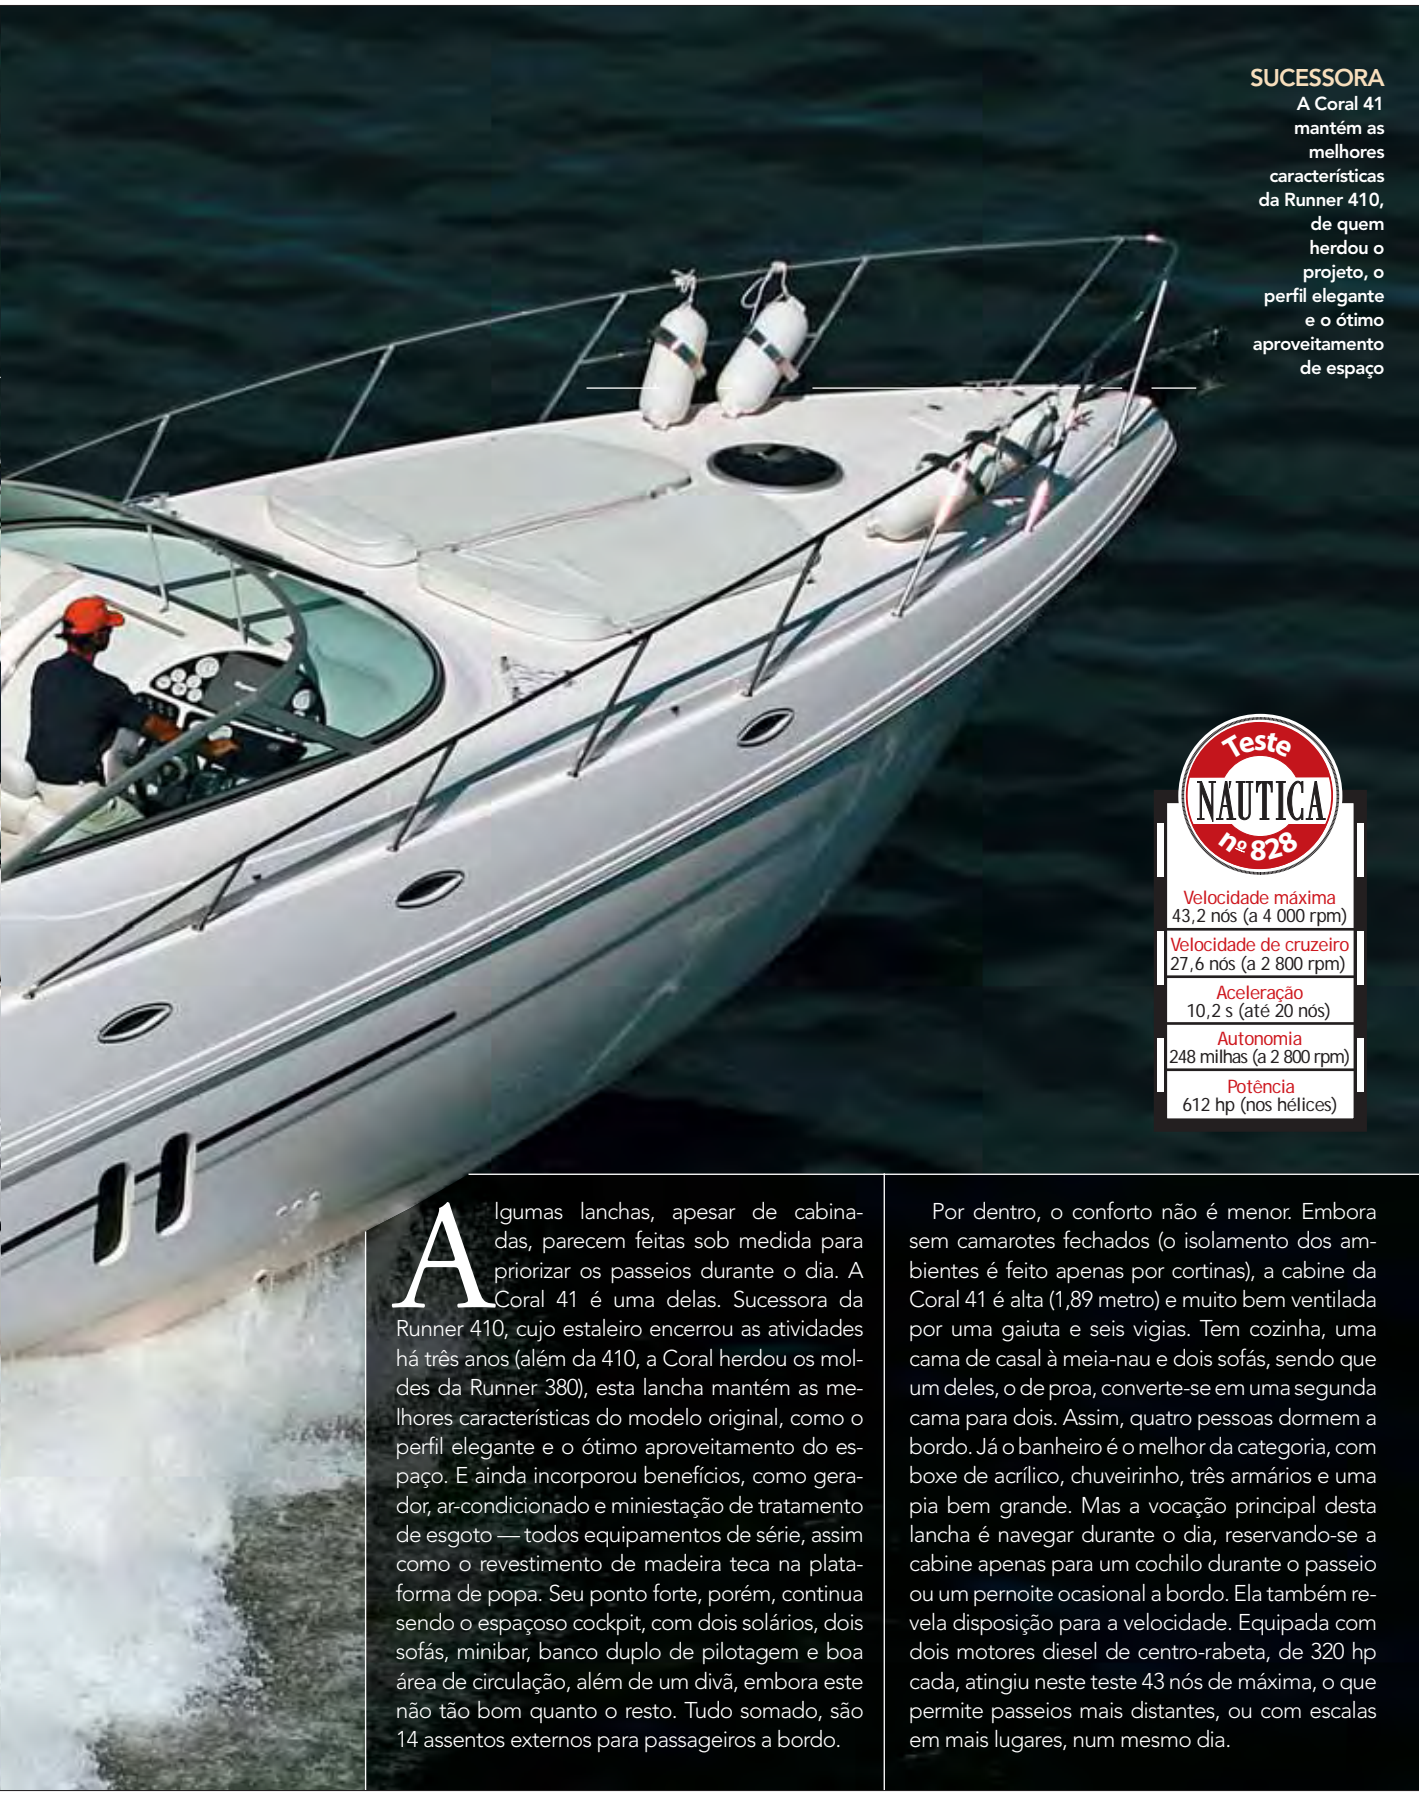 SUCESSORA
A Coral 41
mantém as
melhores
características
da Runner 410,
de quem
herdou o
projeto, o
perfil elegante
e o ótimo
aproveitamento
de espaço
Teste
NÁUTICA
nº 828
Velocidade máxima
43,2 nós (a 4 000 rpm)
Velocidade de cruzeiro
27,6 nós (a 2 800 rpm)
Aceleração
10,2 s (até 20 nós)
Autonomia
248 milhas (a 2 800 rpm)
Potência
612 hp (nos hélices)
Algumas lanchas, apesar de cabina-
das, parecem feitas sob medida para
priorizar os passeios durante o dia. A
Coral 41 é uma delas. Sucessora da
Runner 410, cujo estaleiro encerrou as atividades
há três anos (além da 410, a Coral herdou os mol-
des da Runner 380), esta lancha mantém as me-
lhores características do modelo original, como o
perfil elegante e o ótimo aproveitamento do es-
paço. E ainda incorporou benefícios, como gera-
dor, ar-condicionado e miniestação de tratamento
de esgoto — todos equipamentos de série, assim
como o revestimento de madeira teca na plata-
forma de popa. Seu ponto forte, porém, continua
sendo o espaçoso cockpit, com dois solários, dois
sofás, minibar, banco duplo de pilotagem e boa
área de circulação, além de um divã, embora este
não tão bom quanto o resto. Tudo somado, são
14 assentos externos para passageiros a bordo.
Por dentro, o conforto não é menor. Embora
sem camarotes fechados (o isolamento dos am-
bientes é feito apenas por cortinas), a cabine da
Coral 41 é alta (1,89 metro) e muito bem ventilada
por uma gaiuta e seis vigias. Tem cozinha, uma
cama de casal à meia-nau e dois sofás, sendo que
um deles, o de proa, converte-se em uma segunda
cama para dois. Assim, quatro pessoas dormem a
bordo. Já o banheiro é o melhor da categoria, com
boxe de acrílico, chuveirinho, três armários e uma
pia bem grande. Mas a vocação principal desta
lancha é navegar durante o dia, reservando-se a
cabine apenas para um cochilo durante o passeio
ou um pernoite ocasional a bordo. Ela também re-
vela disposição para a velocidade. Equipada com
dois motores diesel de centro-rabeta, de 320 hp
cada, atingiu neste teste 43 nós de máxima, o que
permite passeios mais distantes, ou com escalas
em mais lugares, num mesmo dia.